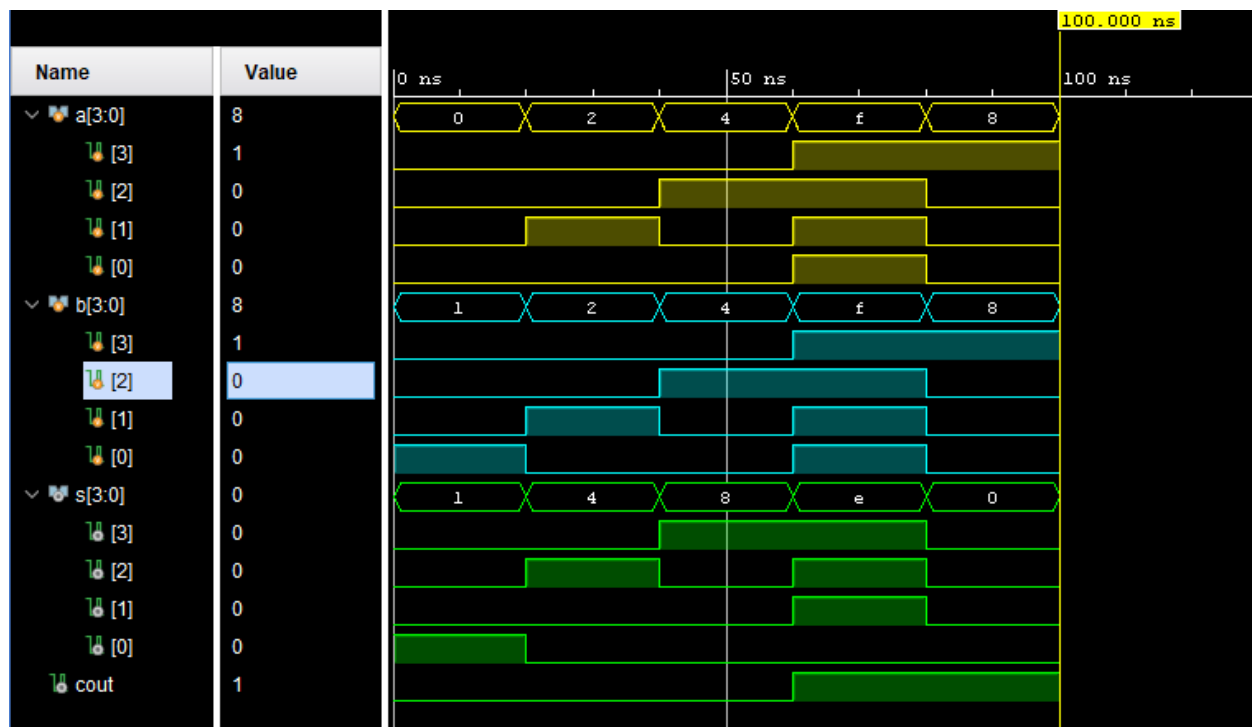 100.000 ns
Name Value
0 ns 50 ns 100 ns
a[3:0] 8 0 2 4 f 8
[3] 1
[2] 0
[1] 0
[0] 0
b[3:0] 8 1 2 4 f 8
[3] 1
[2] 0
[1] 0
[0] 0
s[3:0] 0 1 4 8 e 0
[3] 0
[2] 0
[1] 0
[0] 0
cout 1